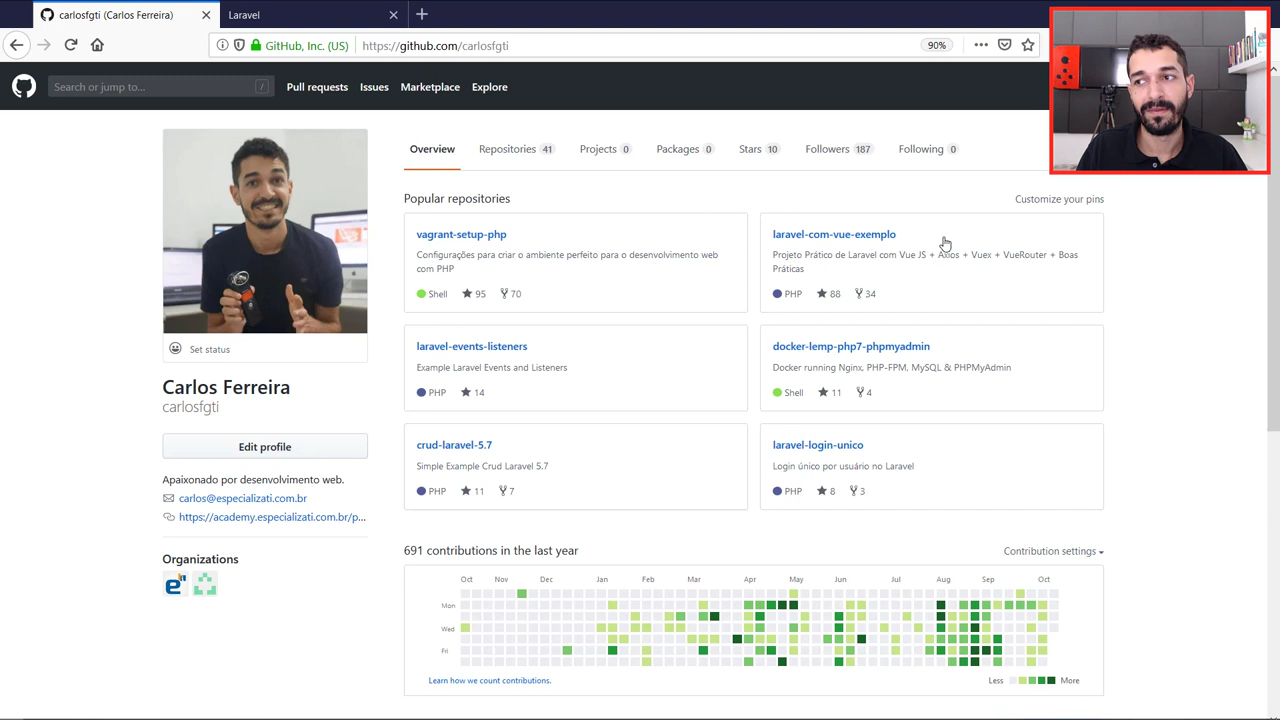 carlosfgti (Carlos Ferreira)
Laravel
GitHub, Inc. (US)
https://github.com/carlosfgti
90%
Search or jump to...
/
Pull requests
Issues
Marketplace
Explore
Overview
Repositories 41
Projects 0
Packages 0
Stars 10
Followers 187
Following 0
Popular repositories
Customize your pins
vagrant-setup-php
Configurações para criar o ambiente perfeito para o desenvolvimento web
com PHP
Shell 95 70
laravel-com-vue-exemplo
Projeto Prático de Laravel com Vue JS + Axios + Vuex + VueRouter + Boas
Práticas
PHP 88 34
laravel-events-listeners
Example Laravel Events and Listeners
PHP 14
docker-lemp-php7-phpmyadmin
Docker running Nginx, PHP-FPM, MySQL & PHPMyAdmin
Shell 11 4
crud-laravel-5.7
Simple Example Crud Laravel 5.7
PHP 11 7
laravel-login-unico
Login único por usuário no Laravel
PHP 8 3
Set status
Carlos Ferreira
carlosfgti
Edit profile
Apaixonado por desenvolvimento web.
carlos@especializati.com.br
https://academy.especializati.com.br/p...
Organizations
691 contributions in the last year
Contribution settings
Oct Nov Dec Jan Feb Mar Apr May Jun Jul Aug Sep Oct
Mon
Wed
Fri
Learn how we count contributions.
Less
More